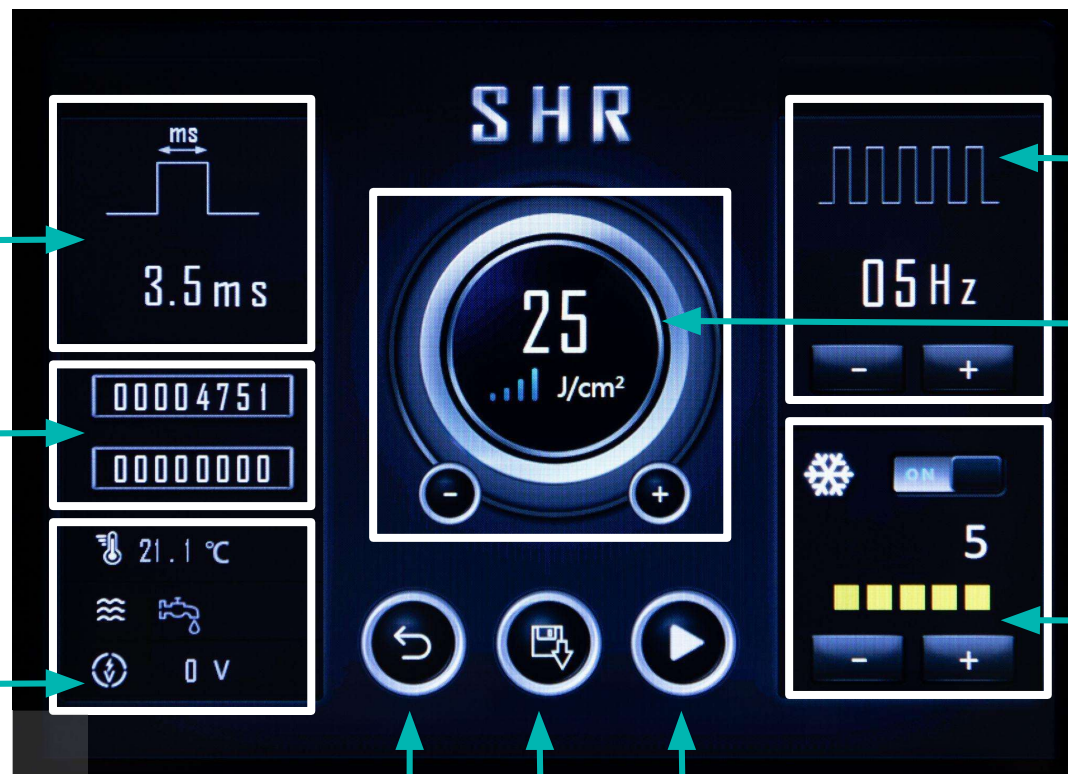 SHR
ms
3.5ms
00004751
00000000
21.1 ℃
0 V
25
J/cm²
- +
05Hz
- +
ON
5
- +